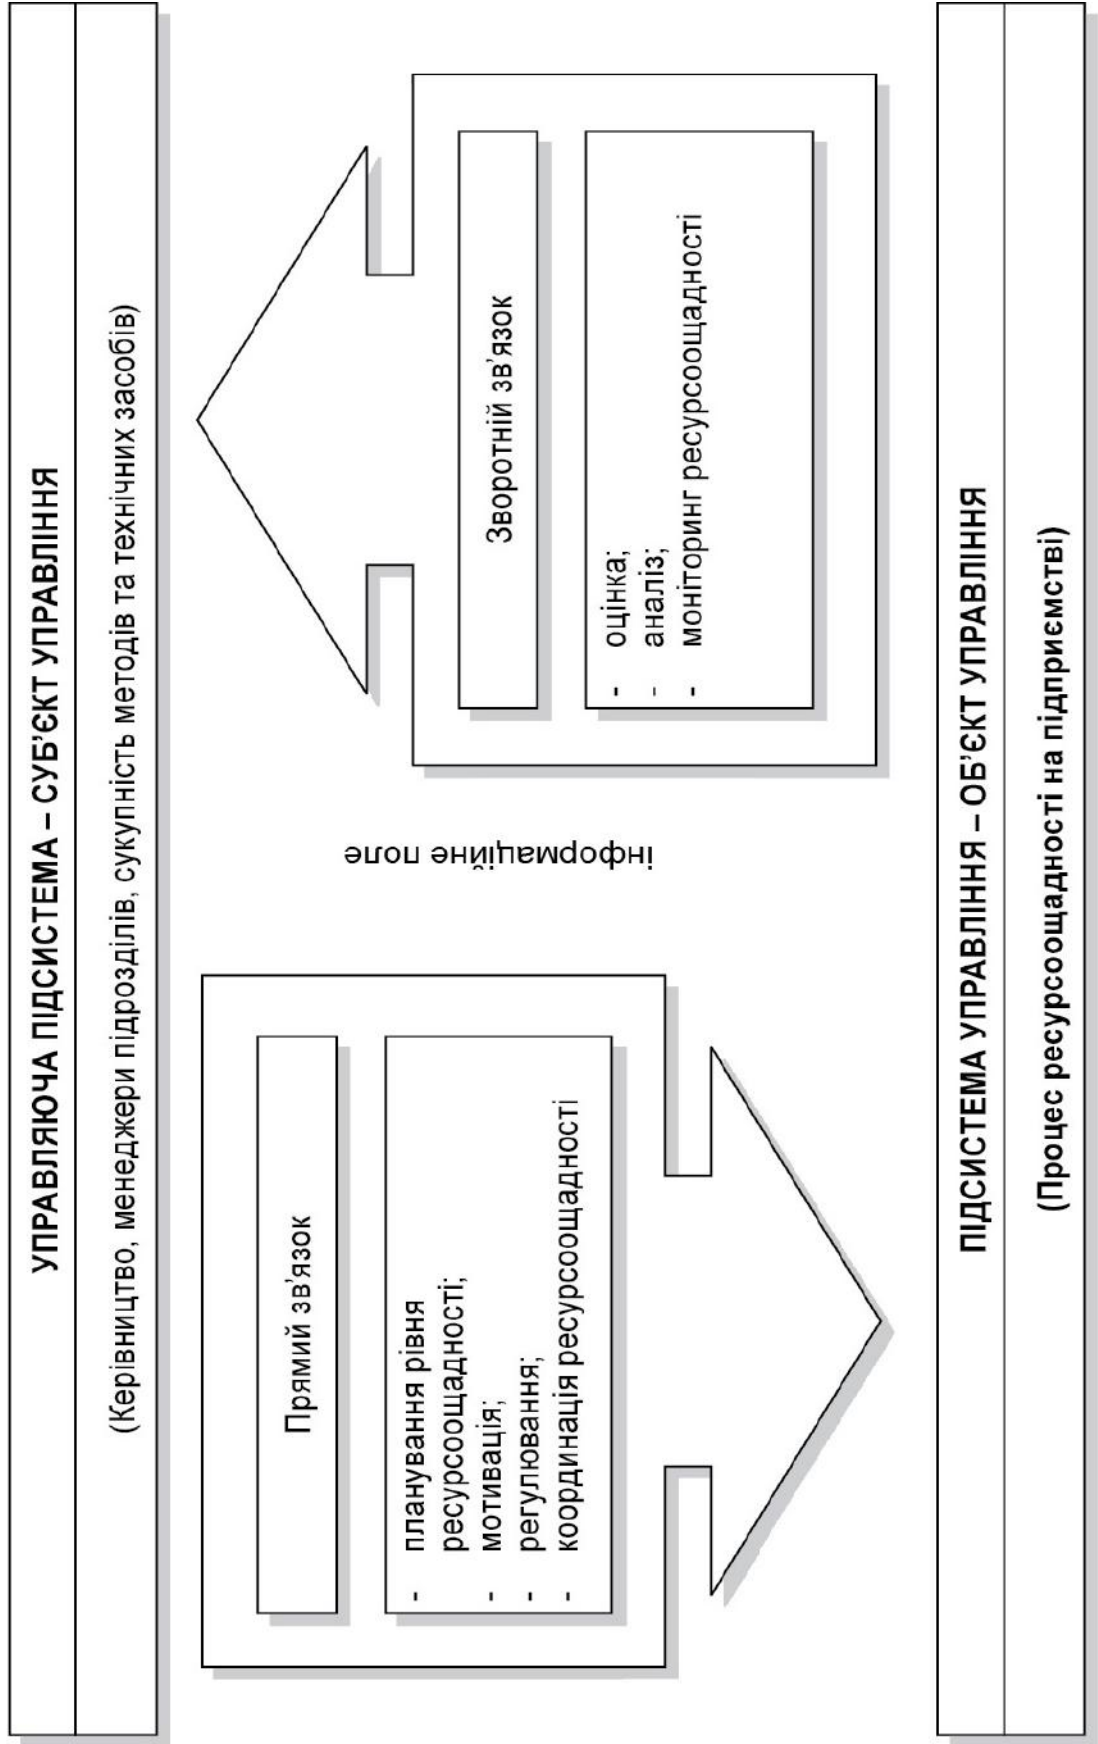 УПРАВЛЯЮЧА ПІДСИСТЕМА – СУБ'ЄКТ УПРАВЛІННЯ
(Керівництво, менеджери підрозділів, сукупність методів та технічних засобів)
Прямий зв'язок
- планування рівня
ресурсоощадності;
- мотивація;
- регулювання;
- координація ресурсоощадності
інформаційне поле
Зворотній зв'язок
- оцінка;
- аналіз;
- моніторинг ресурсоощадності
ПІДСИСТЕМА УПРАВЛІННЯ – ОБ'ЄКТ УПРАВЛІННЯ
(Процес ресурсоощадності на підприємстві)